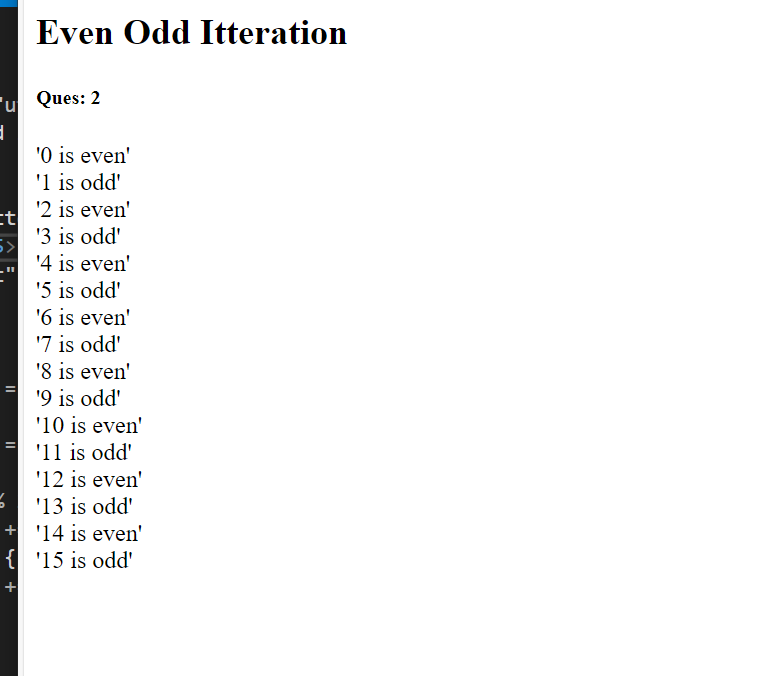 Even Odd Itteration
Ques: 2
'0 is even'
'1 is odd'
'2 is even'
'3 is odd'
'4 is even'
'5 is odd'
'6 is even'
'7 is odd'
'8 is even'
'9 is odd'
'10 is even'
'11 is odd'
'12 is even'
'13 is odd'
'14 is even'
'15 is odd'